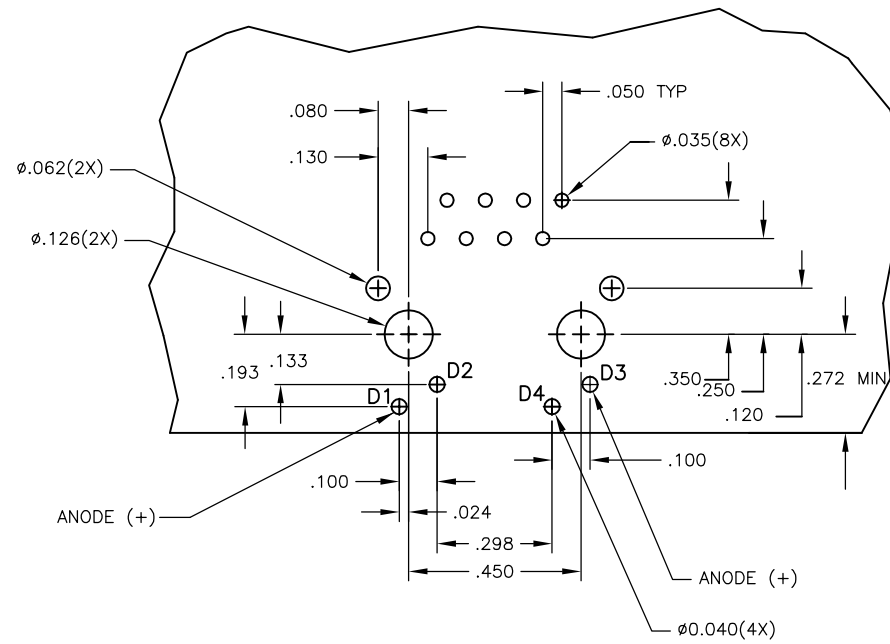 .050 TYP
.080
ø.035(8X)
.130
ø.062(2X)
ø.126(2X)
.133
.193
D2
D3
D1
D4
.350
.250
.272 MIN
.120
.100
.100
ANODE (+)
.024
.298
.450
ANODE (+)
ø0.040(4X)